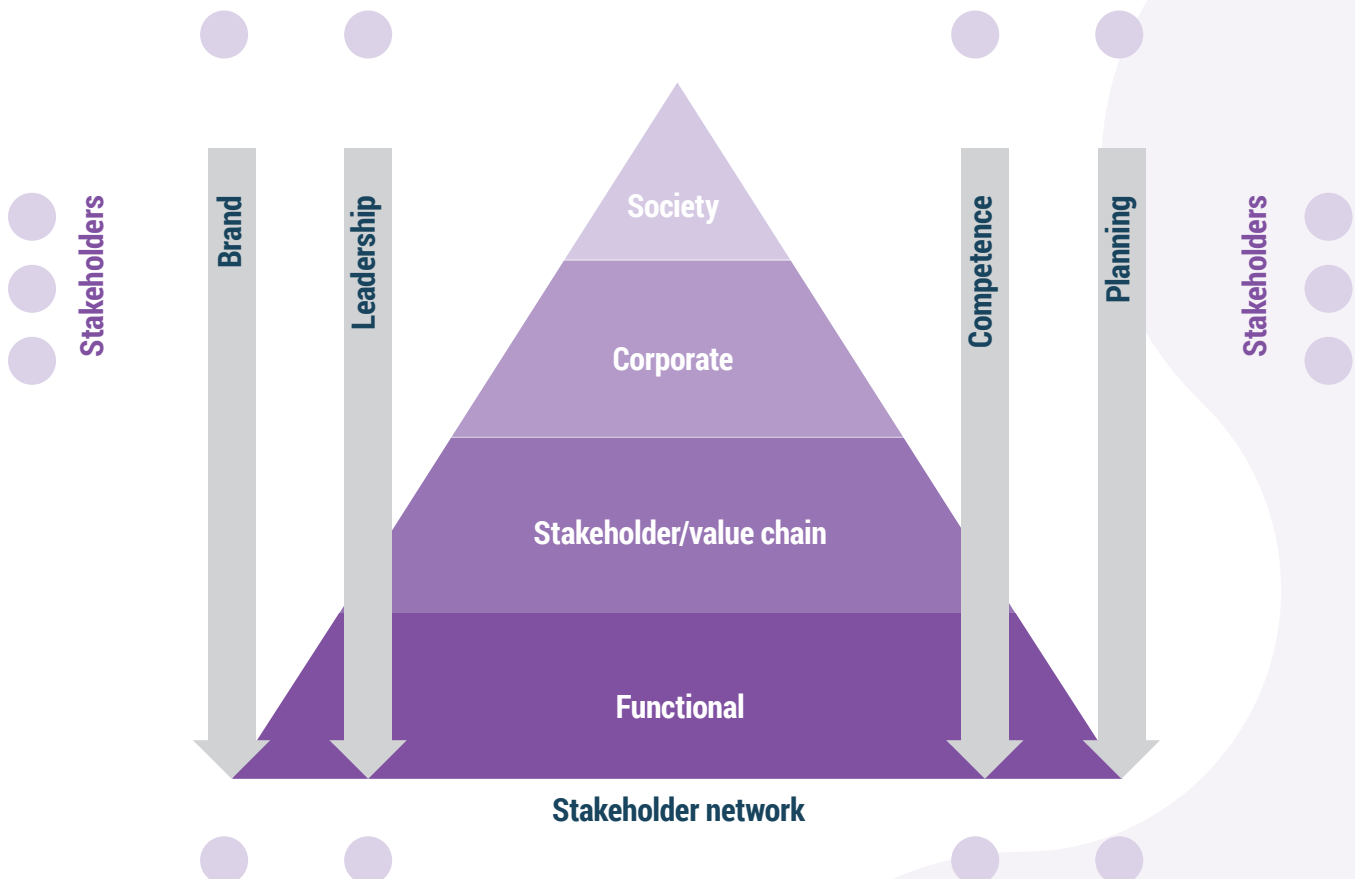 Stakeholders
Brand
Leadership
Society
Corporate
Stakeholder/value chain
Functional
Competence
Planning
Stakeholders
Stakeholder network